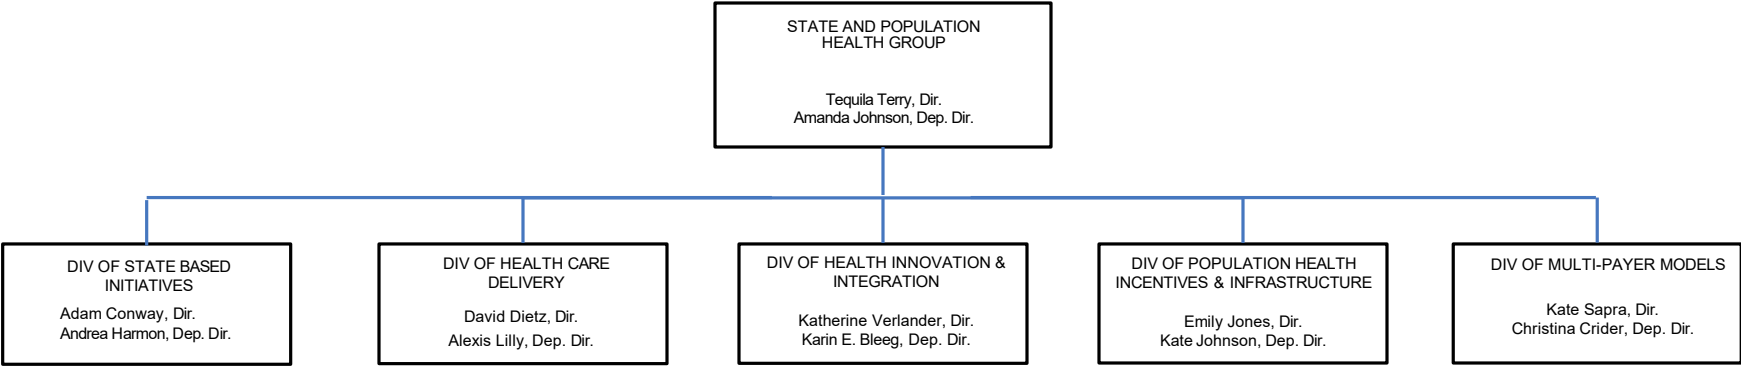 STATE AND POPULATION
HEALTH GROUP
Tequila Terry, Dir.
Amanda Johnson, Dep. Dir.
DIV OF STATE BASED
INITIATIVES
Adam Conway, Dir.
Andrea Harmon, Dep. Dir.
DIV OF HEALTH CARE
DELIVERY
David Dietz, Dir.
Alexis Lilly, Dep. Dir.
DIV OF HEALTH INNOVATION &
INTEGRATION
Katherine Verlander, Dir.
Karin E. Bleeg, Dep. Dir.
DIV OF POPULATION HEALTH
INCENTIVES & INFRASTRUCTURE
Emily Jones, Dir.
Kate Johnson, Dep. Dir.
DIV OF MULTI-PAYER MODELS
Kate Sapra, Dir.
Christina Crider, Dep. Dir.